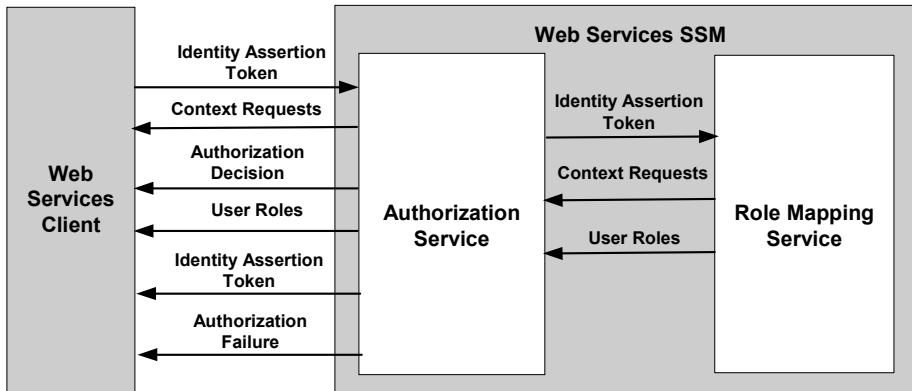 Web Services SSM
Identity Assertion
Token
Context Requests
Authorization
Decision
User Roles
Identity Assertion
Token
Authorization
Failure
Web
Services
Client
Authorization
Service
Identity Assertion
Token
Context Requests
User Roles
Role Mapping
Service